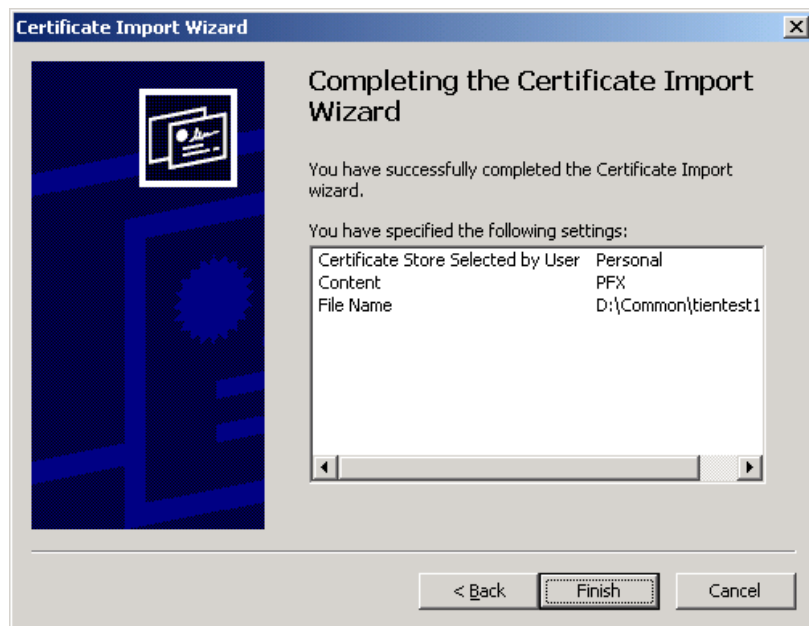 Certificate Import Wizard
Completing the Certificate Import
Wizard
You have successfully completed the Certificate Import
wizard.
You have specified the following settings:
Certificate Store Selected by User Personal
Content PFX
File Name D:\Common\tientest1
< Back Finish Cancel